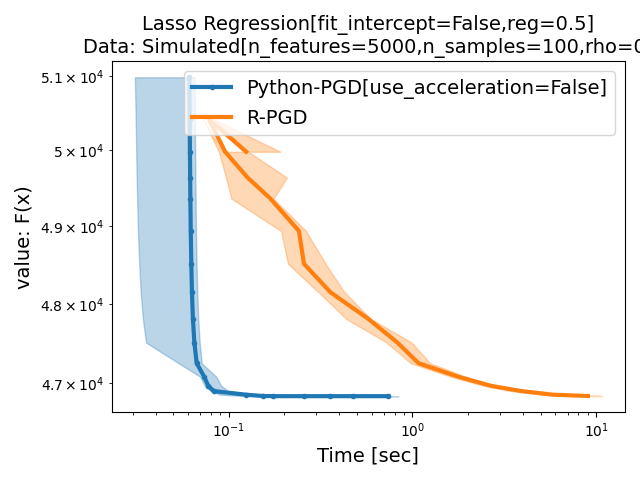 Lasso Regression[fit_intercept=False,reg=0.5]
Data: Simulated[n_features=5000,n_samples=100,rho=0
Python-PGD[use_acceleration=False]
R-PGD
value: F(x)
5.1 × 10⁴
5 × 10⁴
4.9 × 10⁴
4.8 × 10⁴
4.7 × 10⁴
10⁻¹ 10⁰ 10¹
Time [sec]